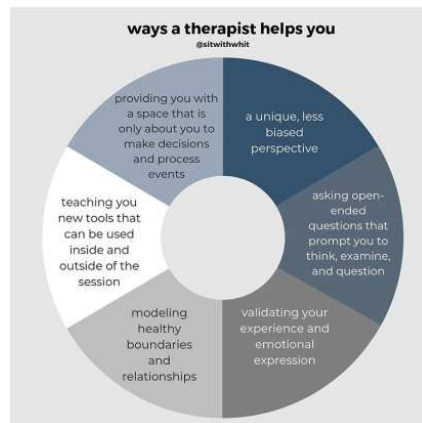 ways a therapist helps you
@sitwithwhit
a unique, less
biased
perspective
asking open-
ended
questions that
prompt you to
think, examine,
and question
validating your
experience and
emotional
expression
modeling
healthy
boundaries
and
relationships
teaching you
new tools that
can be used
inside and
outside of the
session
providing you with
a space that is
only about you to
make decisions
and process
events